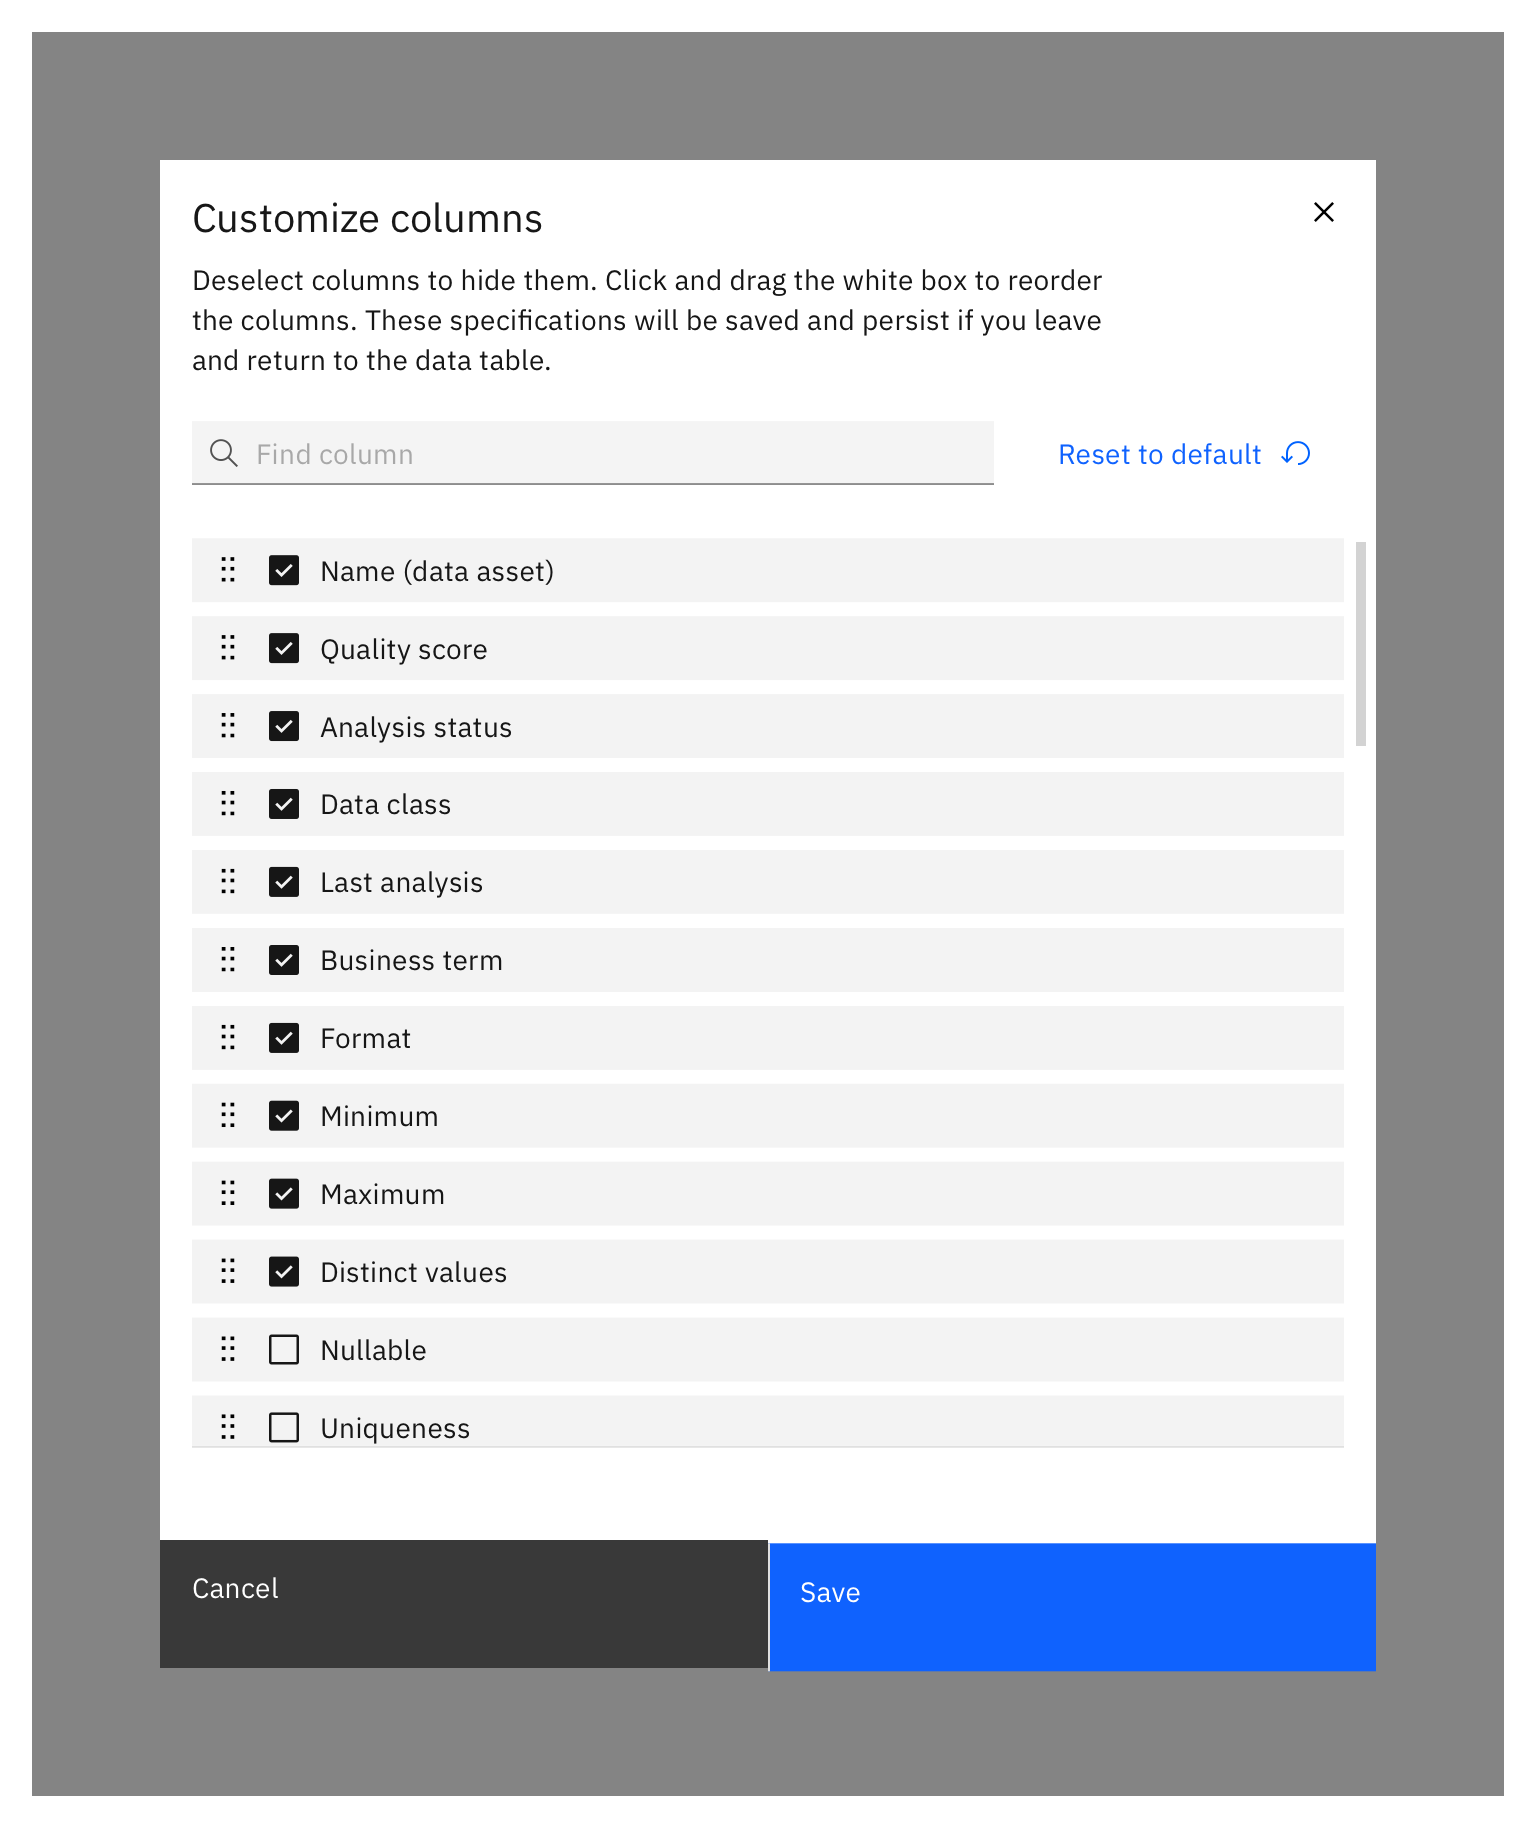 Customize columns
Deselect columns to hide them. Click and drag the white box to reorder
the columns. These specifications will be saved and persist if you leave
and return to the data table.
Find column
Reset to default
Name (data asset)
Quality score
Analysis status
Data class
Last analysis
Business term
Format
Minimum
Maximum
Distinct values
Nullable
Uniqueness
Cancel
Save